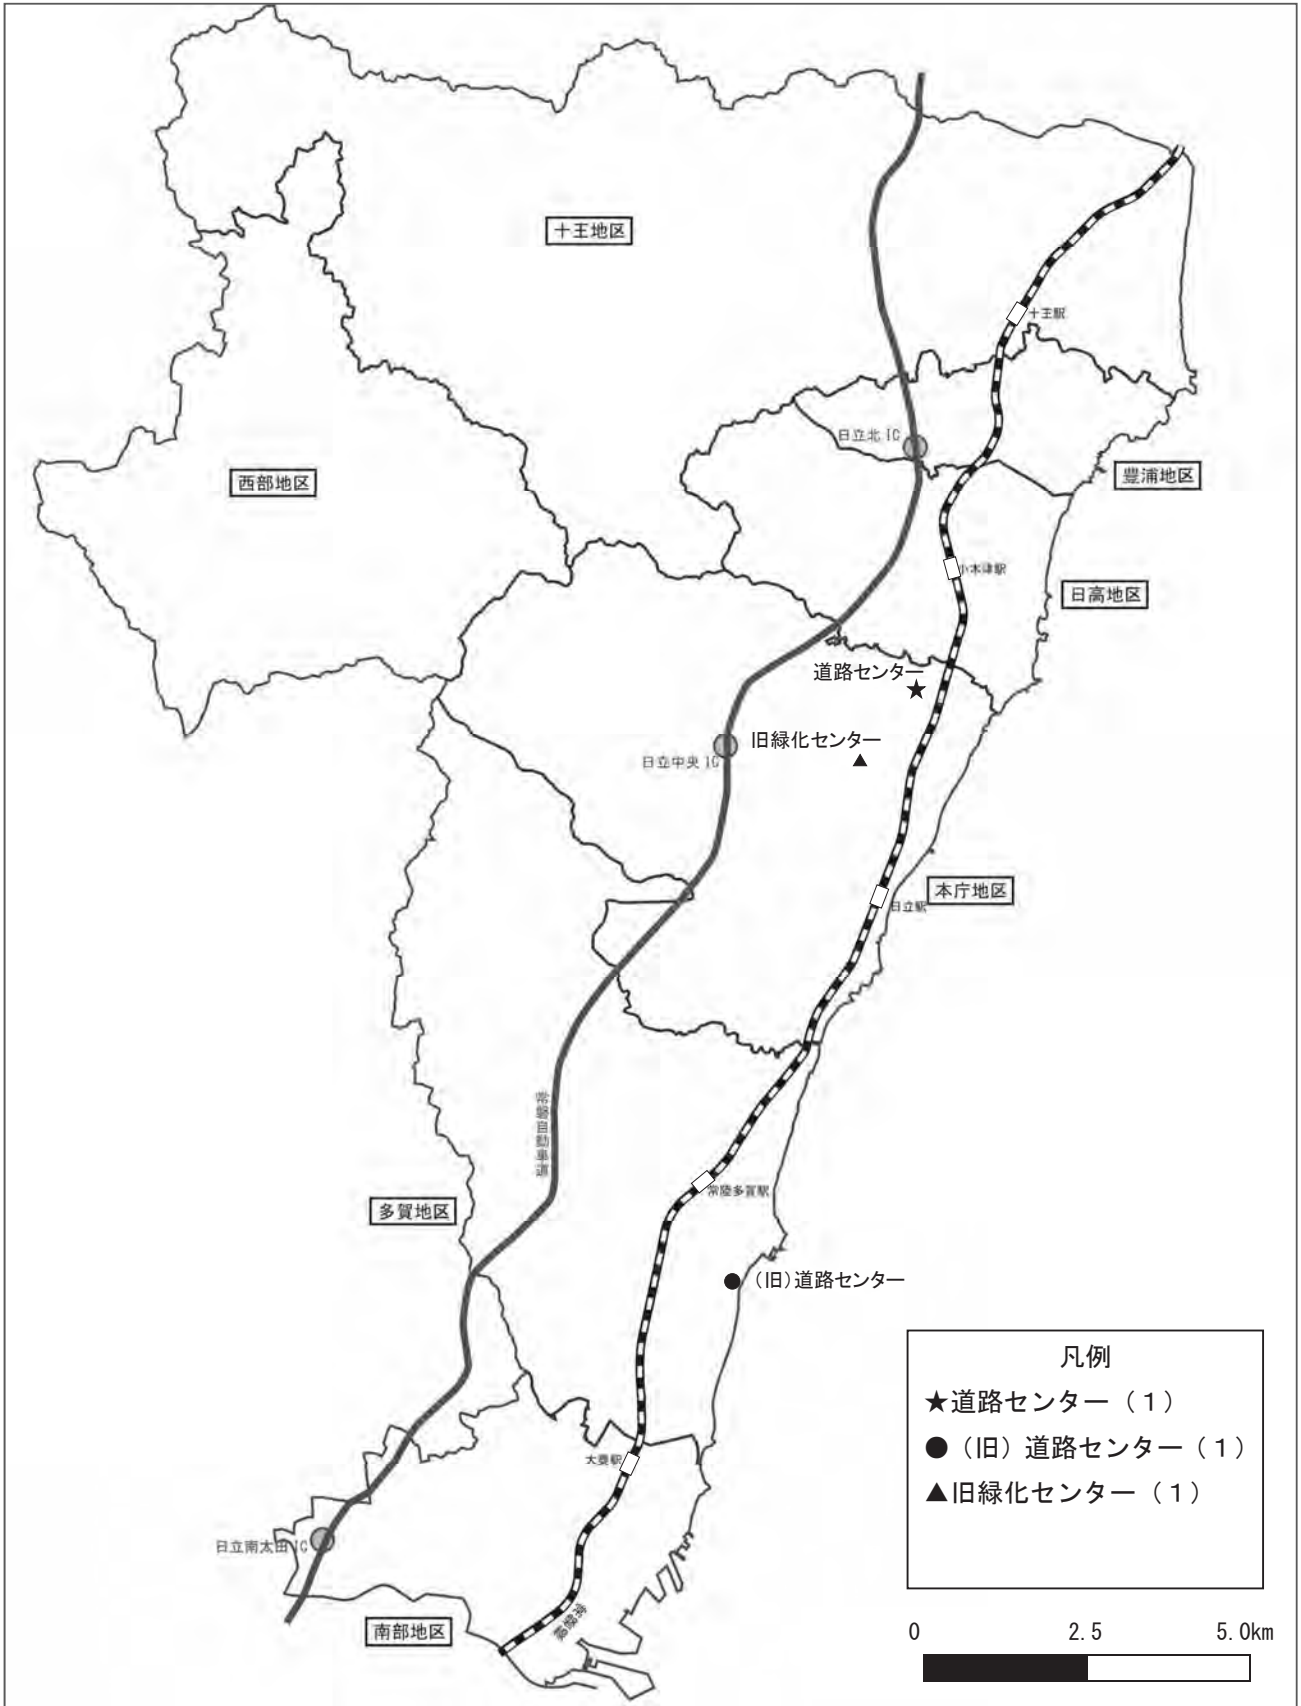 十王地区
十王駅
日立北IC
西部地区
豊浦地区
小木津駅
日高地区
道路センター
旧緑化センター
日立中央IC
本庁地区
日立駅
常磐自動車道
常陸多賀駅
多賀地区
（旧）道路センター
凡例
★道路センター（１）
●（旧）道路センター（１）
▲旧緑化センター（１）
大甕駅
日立南太田IC
常磐線
南部地区
0 2.5 5.0km